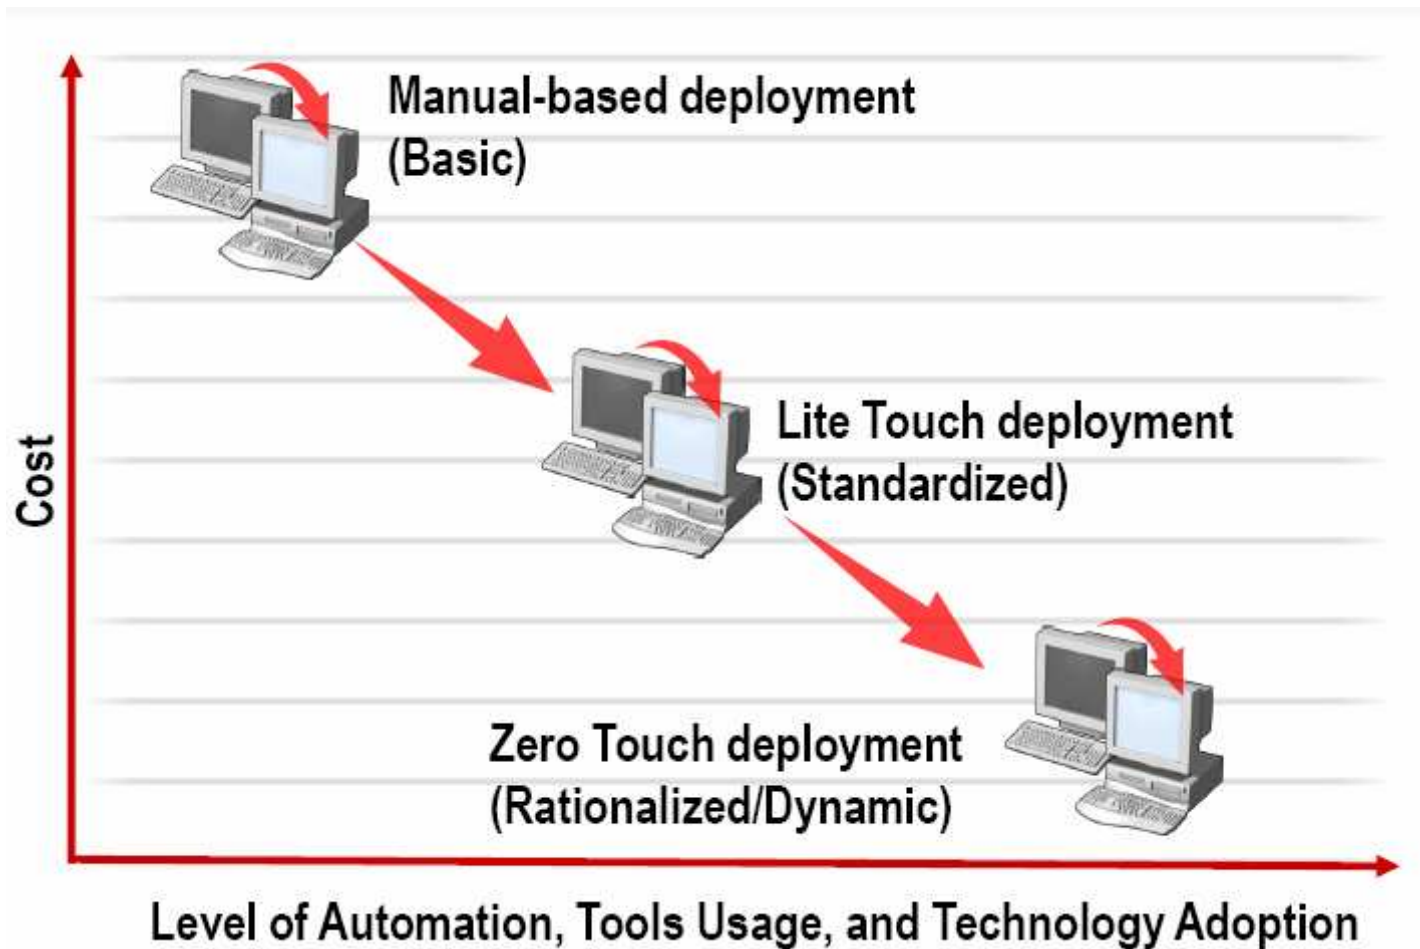 Manual-based deployment
(Basic)
Lite Touch deployment
(Standardized)
Cost
Zero Touch deployment
(Rationalized/Dynamic)
Level of Automation, Tools Usage, and Technology Adoption